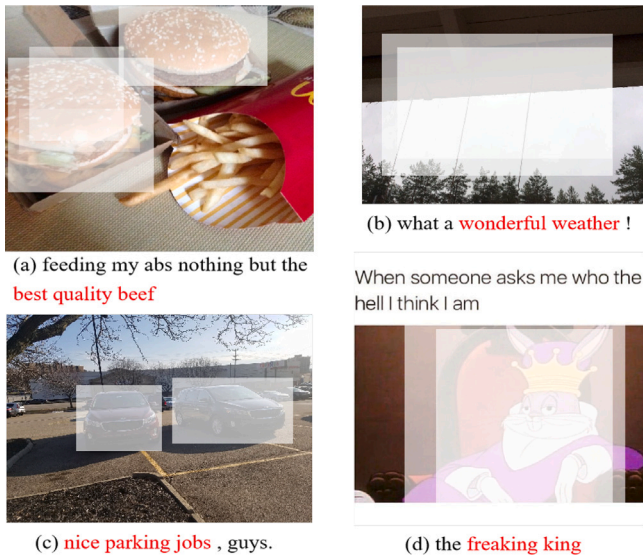 (a) feeding my abs nothing but the
best quality beef
(b) what a wonderful weather !
When someone asks me who the
hell I think I am
(c) nice parking jobs , guys.
(d) the freaking king